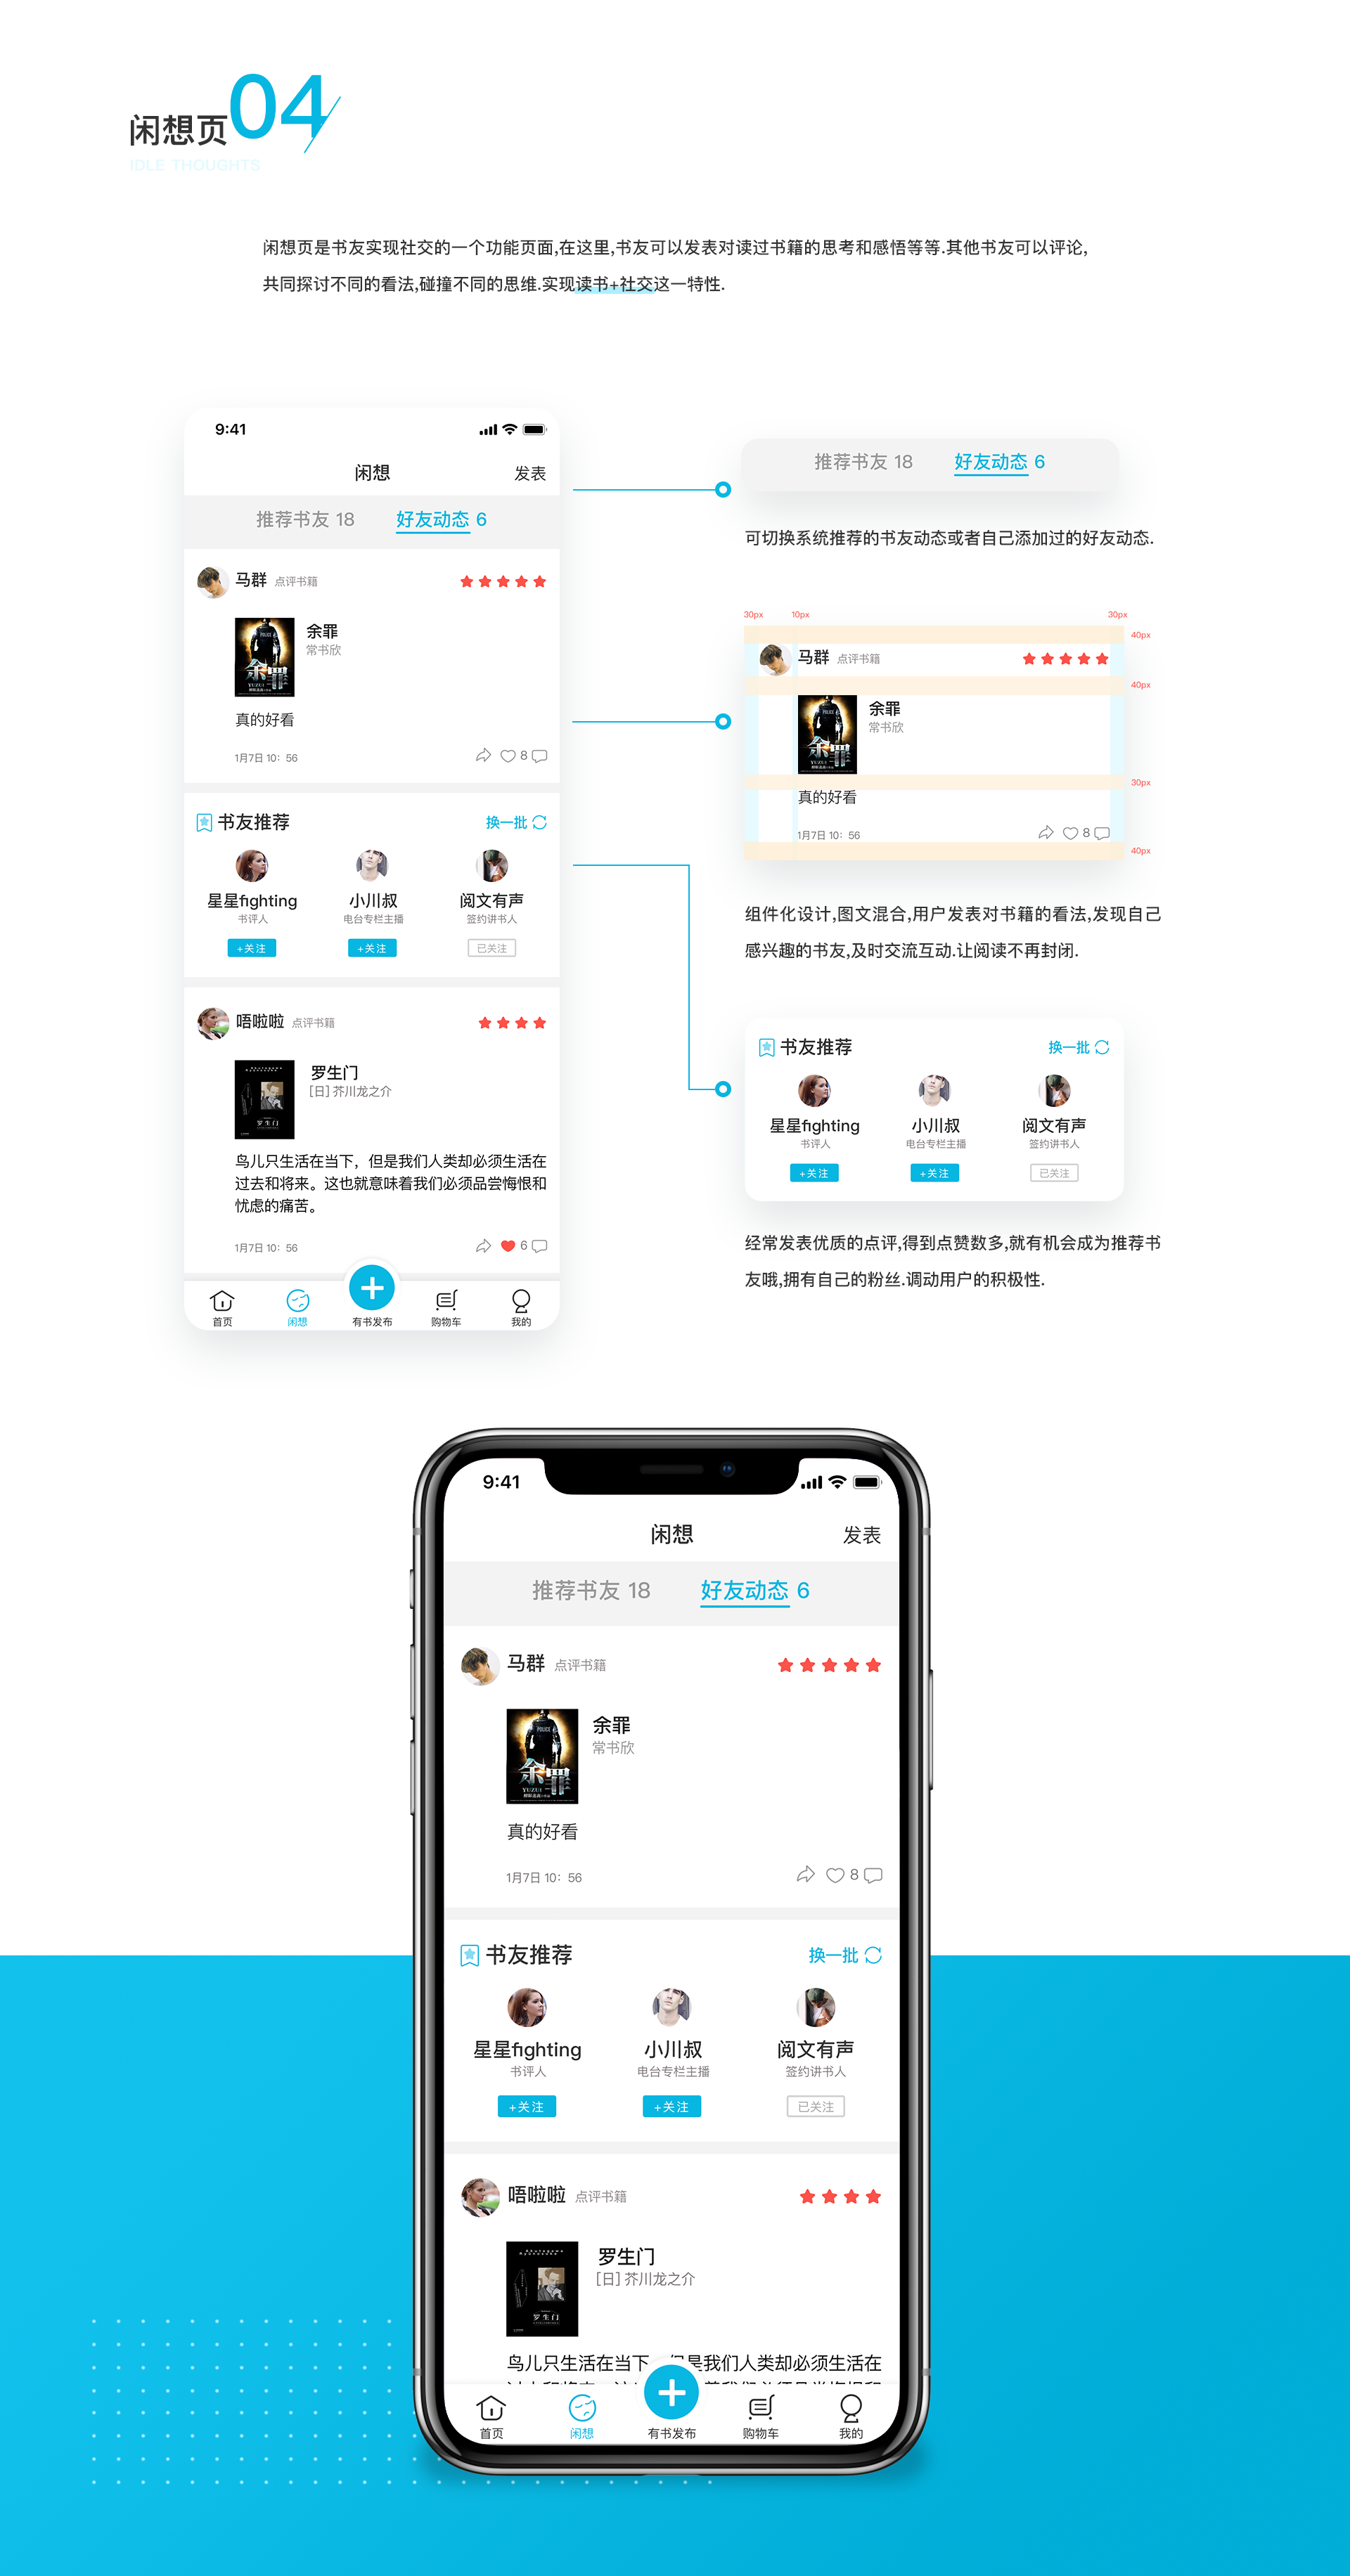 闲想页04
IDLE THOUGHTS
闲想页是书友实现社交的一个功能页面,在这里,书友可以发表对读过书籍的思考和感悟等等.其他书友可以评论,
共同探讨不同的看法,碰撞不同的思维.实现读书+社交这一特性.
9:41
闲想 发表
推荐书友 18 好友动态 6
马群 点评书籍
POLICE
余罪
YUZUI
余罪
常书欣
真的好看
1月7日 10：56 8
书友推荐 换一批
星星fighting 小川叔 阅文有声
书评人 电台专栏主播 签约讲书人
+关注 +关注 已关注
唔啦啦 点评书籍
罗生门
罗生门
[日] 芥川龙之介
鸟儿只生活在当下，但是我们人类却必须生活在
过去和将来。这也就意味着我们必须品尝悔恨和
忧虑的痛苦。
1月7日 10：56 6
首页 闲想 有书发布 购物车 我的
推荐书友 18 好友动态 6
可切换系统推荐的书友动态或者自己添加过的好友动态.
30px 10px 30px
40px
马群 点评书籍
40px
POLICE
余罪
YUZUI
余罪
常书欣
30px
真的好看
1月7日 10：56 8
40px
组件化设计,图文混合,用户发表对书籍的看法,发现自己
感兴趣的书友,及时交流互动.让阅读不再封闭.
书友推荐 换一批
星星fighting 小川叔 阅文有声
书评人 电台专栏主播 签约讲书人
+关注 +关注 已关注
经常发表优质的点评,得到点赞数多,就有机会成为推荐书
友哦,拥有自己的粉丝.调动用户的积极性.
9:41
闲想 发表
推荐书友 18 好友动态 6
马群 点评书籍
POLICE
余罪
YUZUI
余罪
常书欣
真的好看
1月7日 10：56 8
书友推荐 换一批
星星fighting 小川叔 阅文有声
书评人 电台专栏主播 签约讲书人
+关注 +关注 已关注
唔啦啦 点评书籍
罗生门
罗生门
[日] 芥川龙之介
鸟儿只生活在当下 但是我们人类却必须生活在
首页 闲想 有书发布 购物车 我的